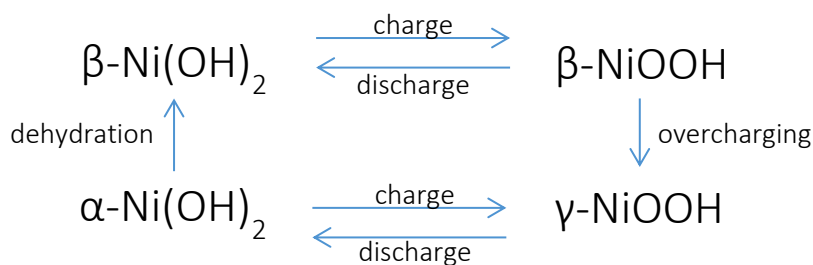 charge
β-Ni(OH)₂ β-NiOOH
discharge
dehydration overcharging
charge
α-Ni(OH)₂ γ-NiOOH
discharge